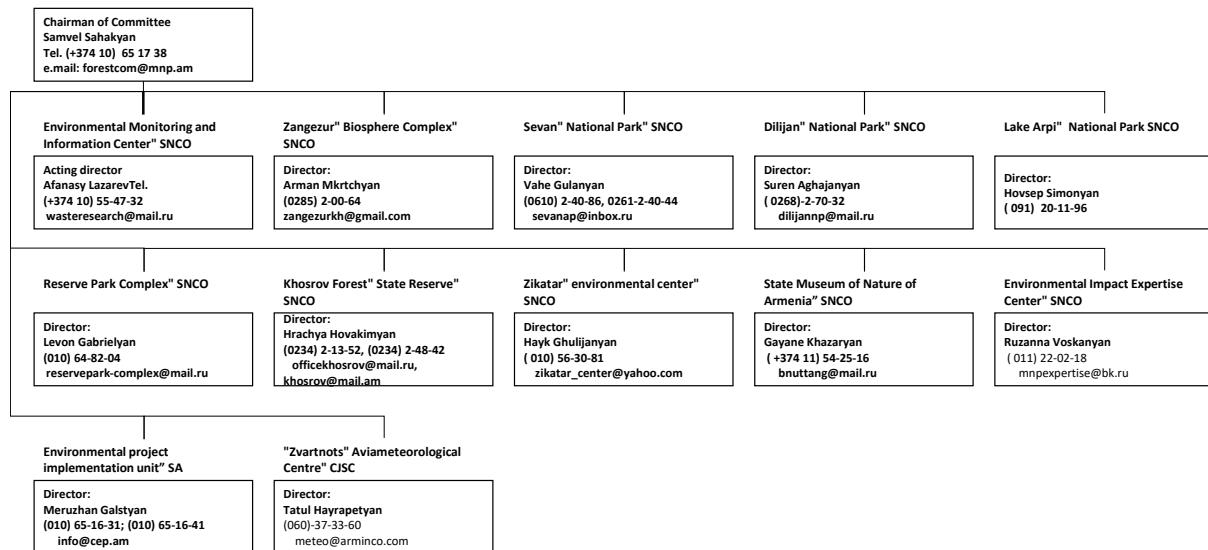 Chairman of Committee
Samvel Sahakyan
Tel. (+374 10) 65 17 38
e.mail: forestcom@mnp.am
Environmental Monitoring and
Information Center" SNCO
Acting director
Afanasy LazarevTel.
(+374 10) 55-47-32
wasteresearch@mail.ru
Zangezur" Biosphere Complex"
SNCO
Director:
Arman Mkrtchyan
(0285) 2-00-64
zangezurkh@gmail.com
Sevan" National Park" SNCO
Director:
Vahe Gulanyan
(0610) 2-40-86, 0261-2-40-44
sevanap@inbox.ru
Dilijan" National Park" SNCO
Director:
Suren Aghajanyan
( 0268)-2-70-32
dilijannp@mail.ru
Lake Arpi" National Park SNCO
Director:
Hovsep Simonyan
( 091) 20-11-96
Reserve Park Complex" SNCO
Director:
Levon Gabrielyan
(010) 64-82-04
reservepark-complex@mail.ru
Khosrov Forest" State Reserve"
SNCO
Director:
Hrachya Hovakimyan
(0234) 2-13-52, (0234) 2-48-42
officekhosrov@mail.ru,
khosrov@mail.am
Zikatar" environmental center"
SNCO
Director:
Hayk Ghulijanyan
( 010) 56-30-81
zikatar_center@yahoo.com
State Museum of Nature of
Armenia” SNCO
Director:
Gayane Khazaryan
( +374 11) 54-25-16
bnuttang@mail.ru
Environmental Impact Expertise
Center" SNCO
Director:
Ruzanna Voskanyan
( 011) 22-02-18
mnpexpertise@bk.ru
Environmental project
implementation unit” SA
Director:
Meruzhan Galstyan
(010) 65-16-31; (010) 65-16-41
info@cep.am
"Zvartnots" Aviameteorological
Centre" CJSC
Director:
Tatul Hayrapetyan
(060)-37-33-60
meteo@arminco.com